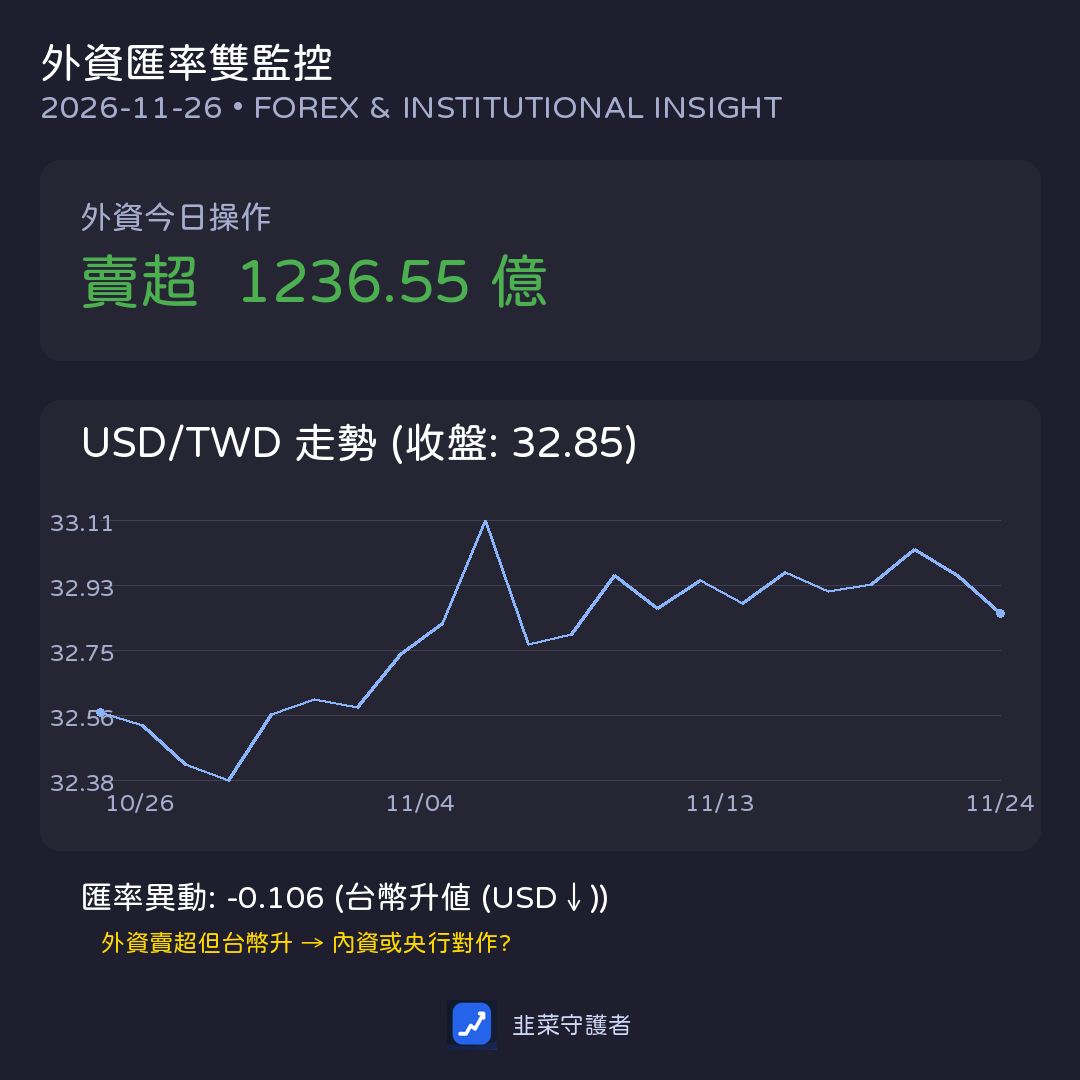 外資匯率雙監控
2026-11-26 • FOREX & INSTITUTIONAL INSIGHT
外資今日操作
賣超 1236.55 億
USD/TWD 走勢 (收盤: 32.85)
33.11
32.93
32.75
32.56
32.38
10/26 11/04 11/13 11/24
匯率異動: -0.106 (台幣升值 (USD↓))
外資賣超但台幣升 → 內資或央行對作?
韭菜守護者